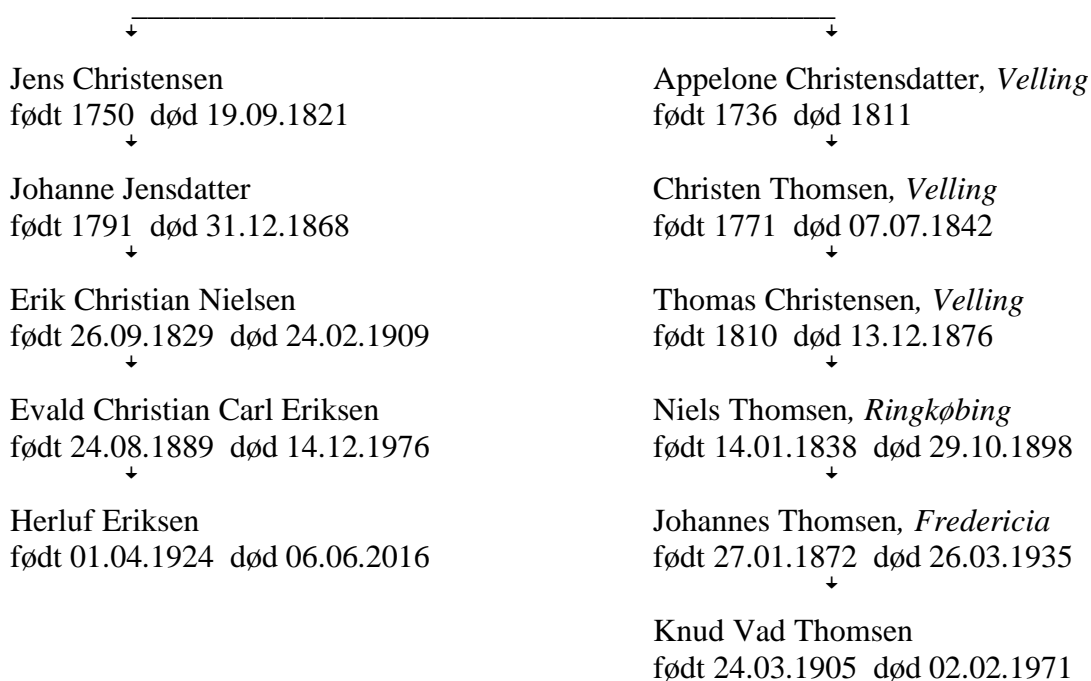 Jens Christensen
født 1750 død 19.09.1821
Johanne Jensdatter
født 1791 død 31.12.1868
Erik Christian Nielsen
født 26.09.1829 død 24.02.1909
Evald Christian Carl Eriksen
født 24.08.1889 død 14.12.1976
Herluf Eriksen
født 01.04.1924 død 06.06.2016
Appelone Christensdatter, Velling
født 1736 død 1811
Christen Thomsen, Velling
født 1771 død 07.07.1842
Thomas Christensen, Velling
født 1810 død 13.12.1876
Niels Thomsen, Ringkøbing
født 14.01.1838 død 29.10.1898
Johannes Thomsen, Fredericia
født 27.01.1872 død 26.03.1935
Knud Vad Thomsen
født 24.03.1905 død 02.02.1971